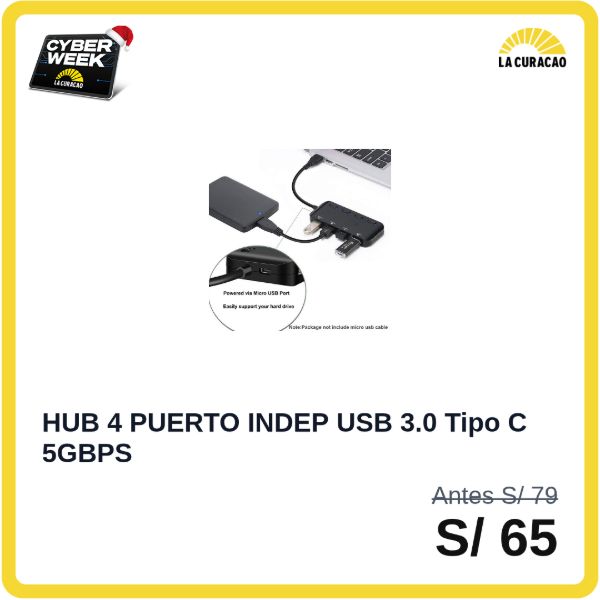 CYBER
WEEK
LA CURACAO
LA CURACAO
Powered via Micro USB Port
Easily support your hard drive
Note:Package not include micro usb cable
HUB 4 PUERTO INDEP USB 3.0 Tipo C
5GBPS
Antes S/ 79
S/ 65